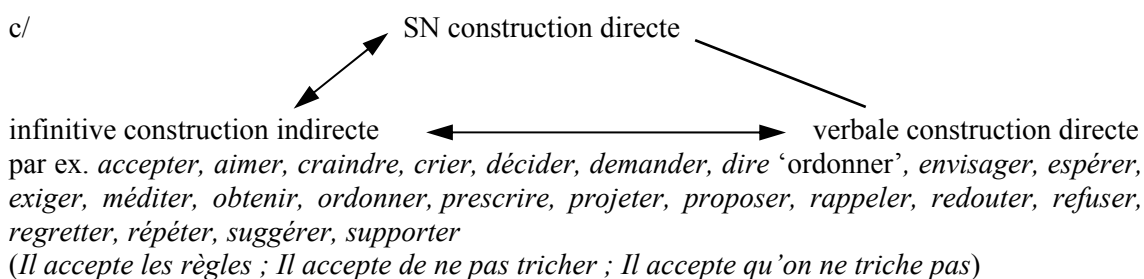 c/ SN construction directe
infinitive construction indirecte verbale construction directe
par ex. accepter, aimer, craindre, crier, décider, demander, dire ‘ordonner’, envisager, espérer,
exiger, méditer, obtenir, ordonner, prescrire, projeter, proposer, rappeler, redouter, refuser,
regretter, répéter, suggérer, supporter
(Il accepte les règles ; Il accepte de ne pas tricher ; Il accepte qu’on ne triche pas)